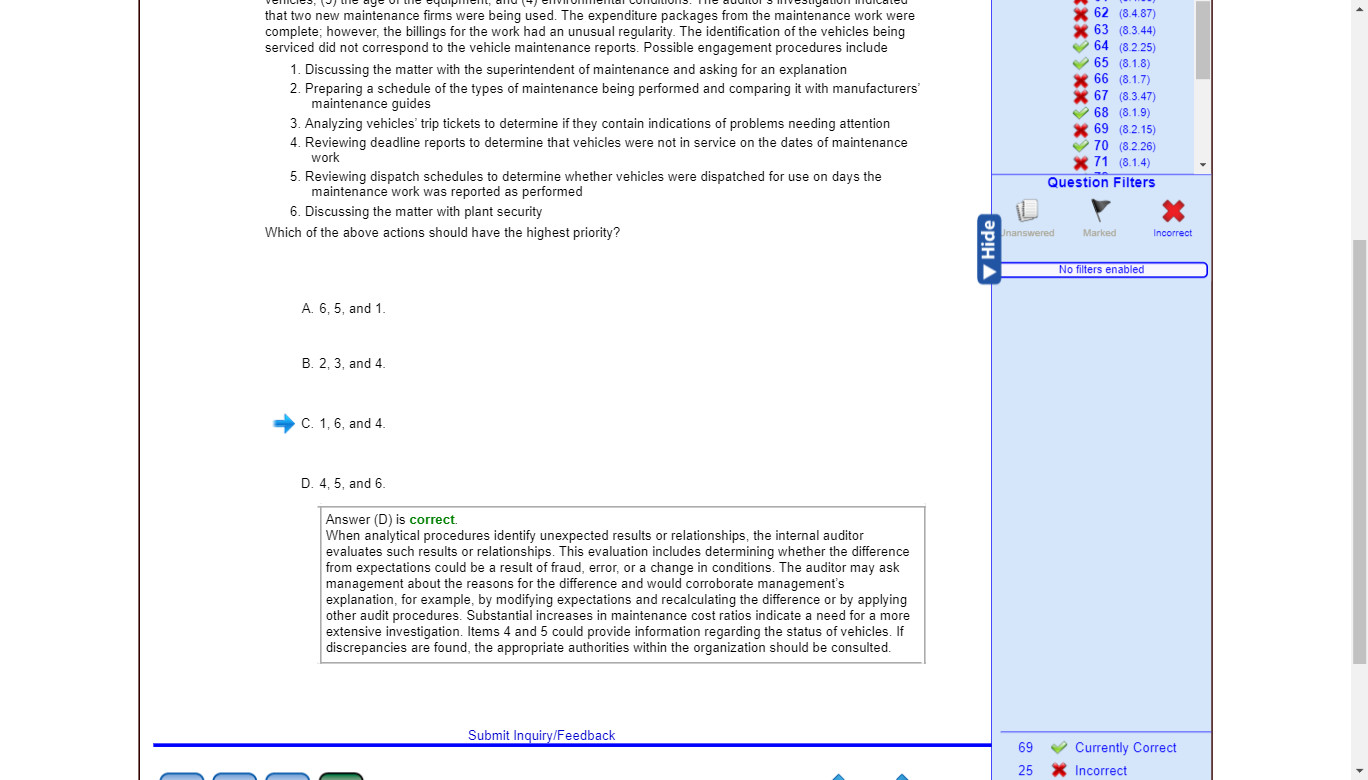 vehicles, (3) the age of the equipment, and (4) environmental conditions. The auditor's investigation indicated
that two new maintenance firms were being used. The expenditure packages from the maintenance work were
complete; however, the billings for the work had an unusual regularity. The identification of the vehicles being
serviced did not correspond to the vehicle maintenance reports. Possible engagement procedures include
1. Discussing the matter with the superintendent of maintenance and asking for an explanation
2. Preparing a schedule of the types of maintenance being performed and comparing it with manufacturers'
maintenance guides
3. Analyzing vehicles' trip tickets to determine if they contain indications of problems needing attention
4. Reviewing deadline reports to determine that vehicles were not in service on the dates of maintenance
work
5. Reviewing dispatch schedules to determine whether vehicles were dispatched for use on days the
maintenance work was reported as performed
6. Discussing the matter with plant security
Which of the above actions should have the highest priority?
A. 6, 5, and 1.
B. 2, 3, and 4.
C. 1, 6, and 4.
D. 4, 5, and 6.
Answer (D) is correct.
When analytical procedures identify unexpected results or relationships, the internal auditor
evaluates such results or relationships. This evaluation includes determining whether the difference
from expectations could be a result of fraud, error, or a change in conditions. The auditor may ask
management about the reasons for the difference and would corroborate management's
explanation, for example, by modifying expectations and recalculating the difference or by applying
other audit procedures. Substantial increases in maintenance cost ratios indicate a need for a more
extensive investigation. Items 4 and 5 could provide information regarding the status of vehicles. If
discrepancies are found, the appropriate authorities within the organization should be consulted.
Submit Inquiry/Feedback
62 (8.4.87)
63 (8.3.44)
64 (8.2.25)
65 (8.1.8)
66 (8.1.7)
67 (8.3.47)
68 (8.1.9)
69 (8.2.15)
70 (8.2.26)
71 (8.1.4)
Question Filters
Unanswered Marked Incorrect
Hide
No filters enabled
69 Currently Correct
25 Incorrect